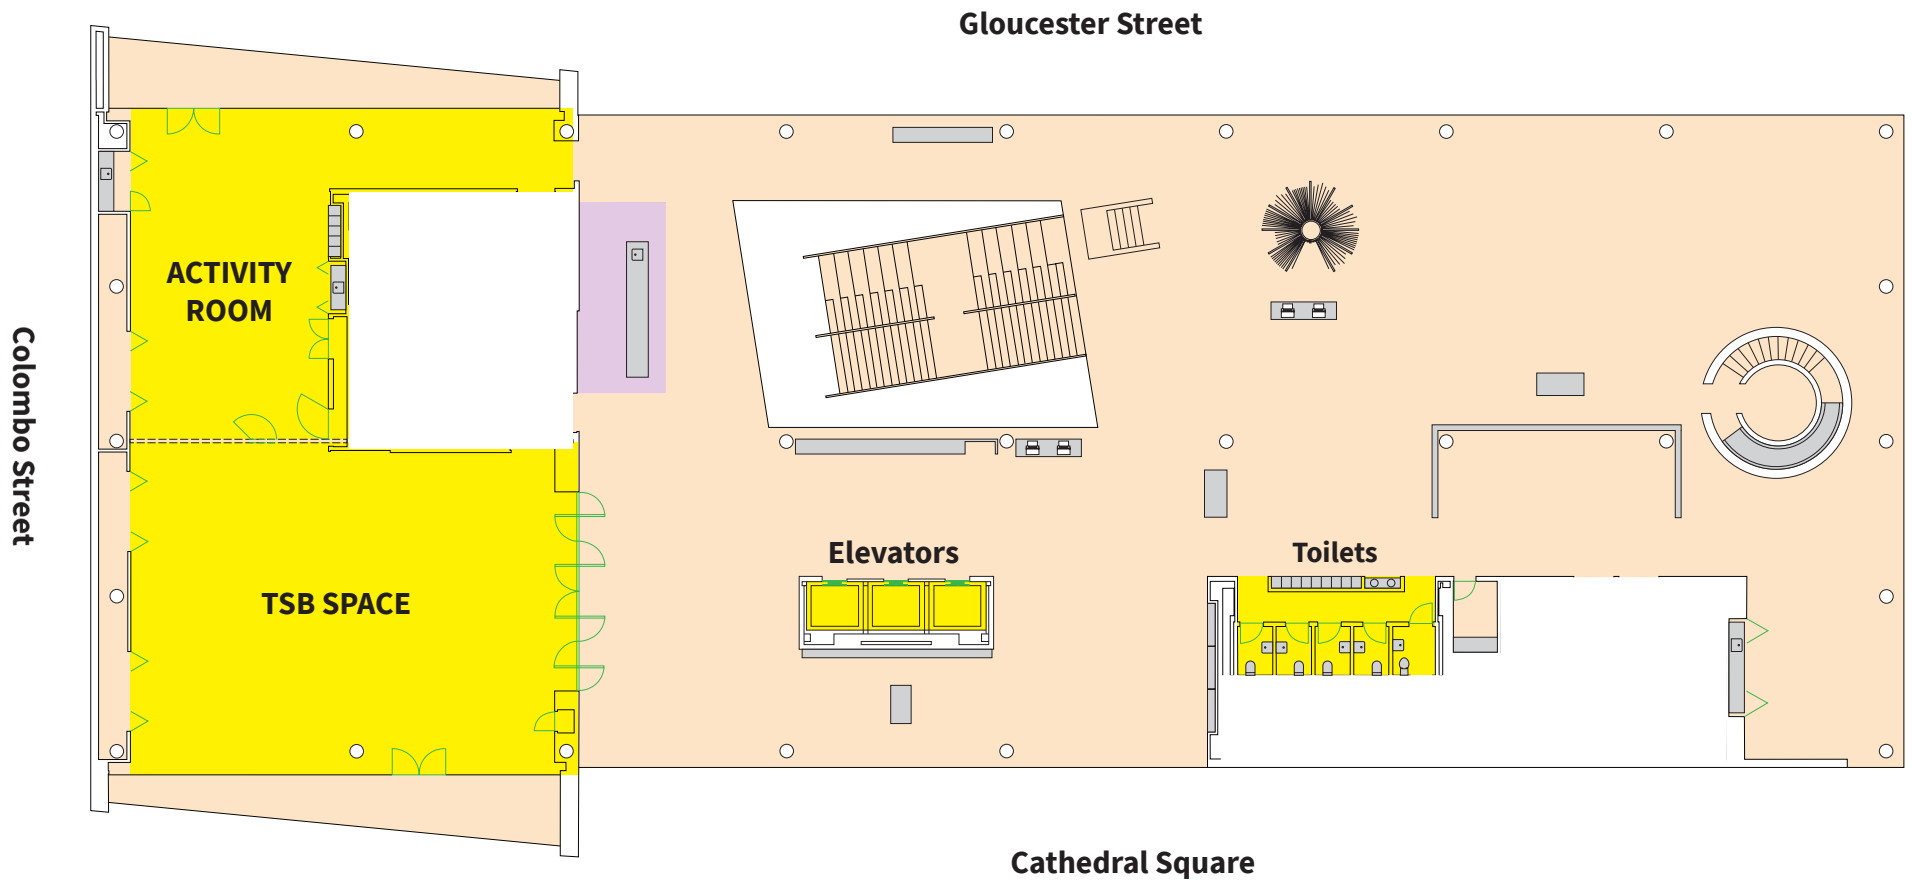 Gloucester Street
ACTIVITY
ROOM
Colombo Street
Elevators
Toilets
TSB SPACE
Cathedral Square